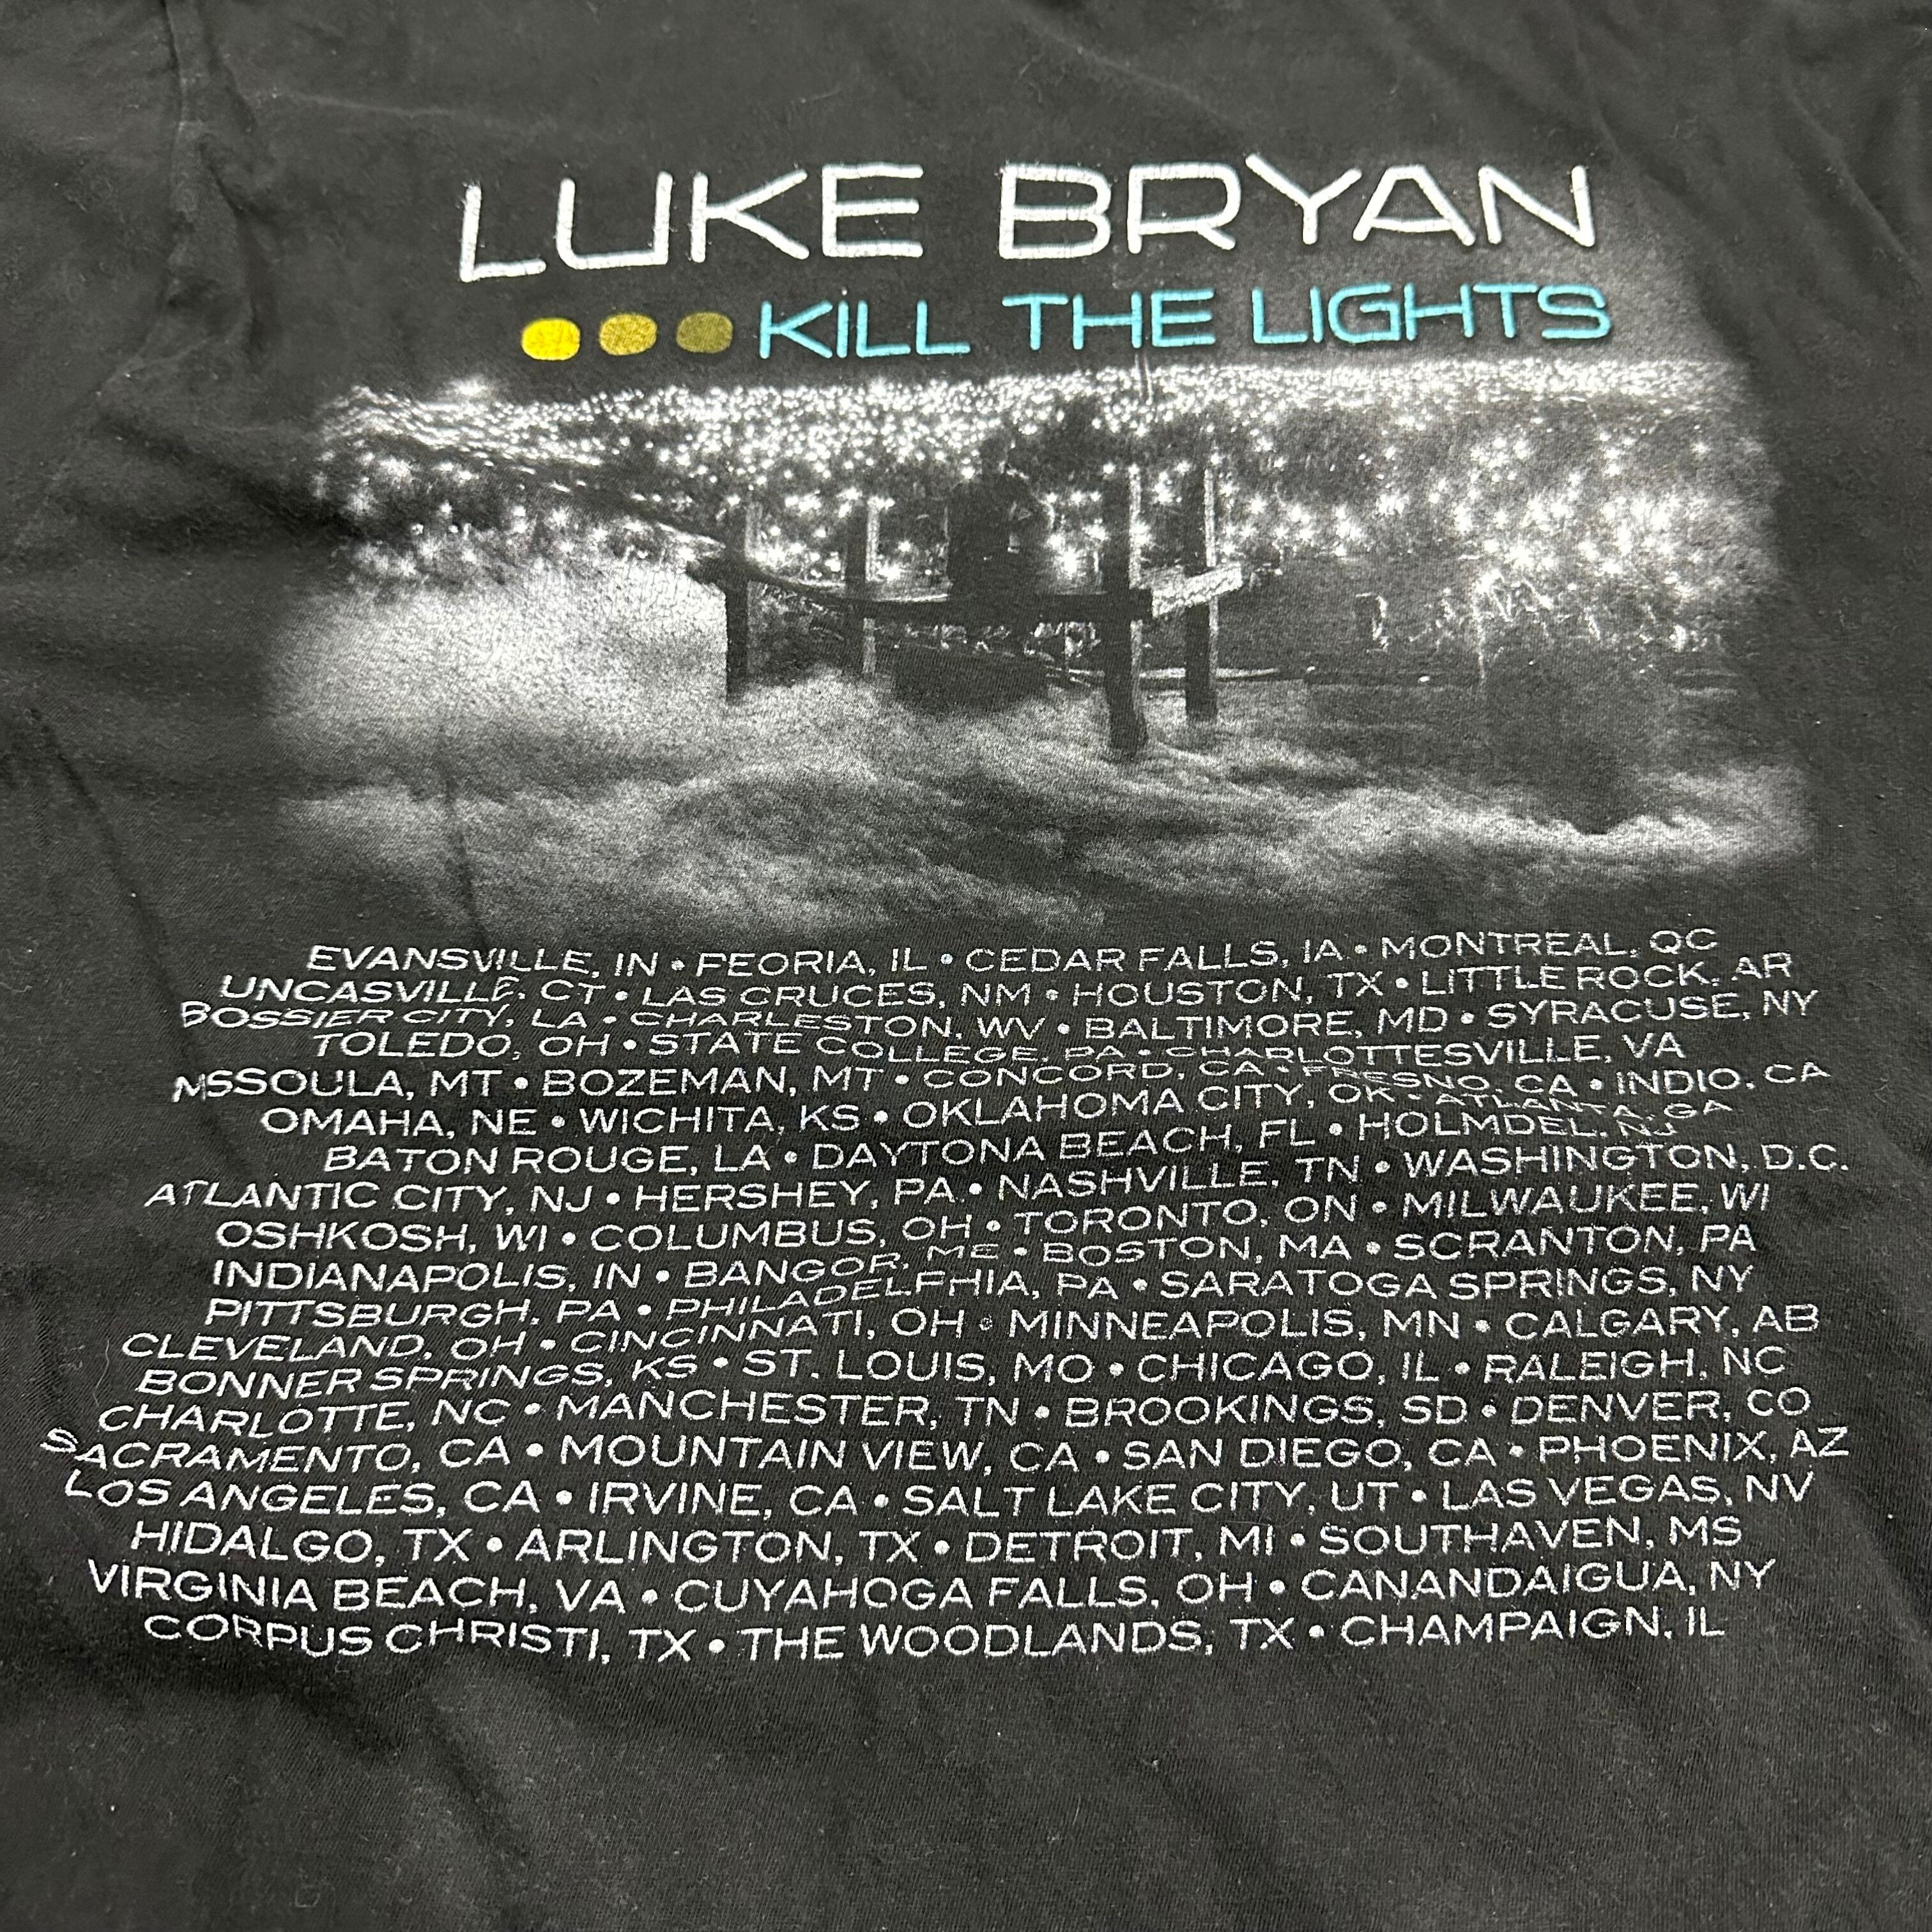 LUKE BRYAN
KILL THE LIGHTS
EVANSVILLE, IN • PEORIA, IL • CEDAR FALLS, IA • MONTREAL, QC
UNCASVILLE, CT • LAS CRUCES, NM • HOUSTON, TX • LITTLE ROCK, AR
BOSSIER CITY, LA • CHARLESTON, WV • BALTIMORE, MD • SYRACUSE, NY
TOLEDO, OH • STATE COLLEGE, PA • CHARLOTTESVILLE, VA
MISSOULA, MT • BOZEMAN, MT • CONCORD, CA • FRESNO, CA • INDIO, CA
OMAHA, NE • WICHITA, KS • OKLAHOMA CITY, OK • ATLANTA, GA
BATON ROUGE, LA • DAYTONA BEACH, FL • HOLMDEL, NJ
ATLANTIC CITY, NJ • HERSHEY, PA • NASHVILLE, TN • WASHINGTON, D.C.
OSHKOSH, WI • COLUMBUS, OH • TORONTO, ON • MILWAUKEE, WI
INDIANAPOLIS, IN • BANGOR, ME • BOSTON, MA • SCRANTON, PA
PITTSBURGH, PA • PHILADELPHIA, PA • SARATOGA SPRINGS, NY
CLEVELAND, OH • CINCINNATI, OH • MINNEAPOLIS, MN • CALGARY, AB
BONNER SPRINGS, KS • ST. LOUIS, MO • CHICAGO, IL • RALEIGH, NC
CHARLOTTE, NC • MANCHESTER, TN • BROOKINGS, SD • DENVER, CO
SACRAMENTO, CA • MOUNTAIN VIEW, CA • SAN DIEGO, CA • PHOENIX, AZ
LOS ANGELES, CA • IRVINE, CA • SALT LAKE CITY, UT • LAS VEGAS, NV
HIDALGO, TX • ARLINGTON, TX • DETROIT, MI • SOUTHAVEN, MS
VIRGINIA BEACH, VA • CUYAHOGA FALLS, OH • CANANDAIGUA, NY
CORPUS CHRISTI, TX • THE WOODLANDS, TX • CHAMPAIGN, IL